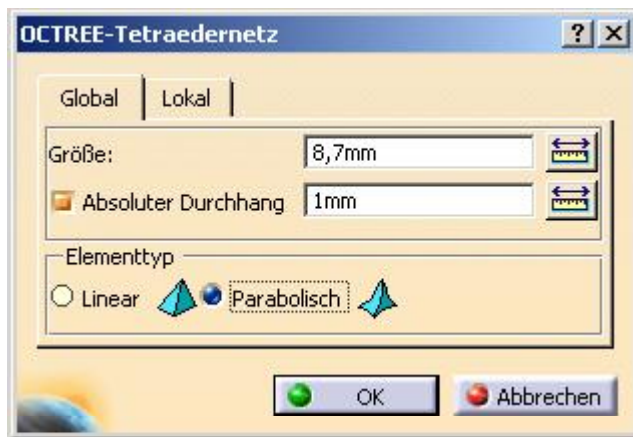 OCTREE-Tetraedernetz ? X
Global Lokal
Größe: 8,7mm
Absoluter Durchhang 1mm
Elementtyp
Linear Parabolisch
OK Abbrechen